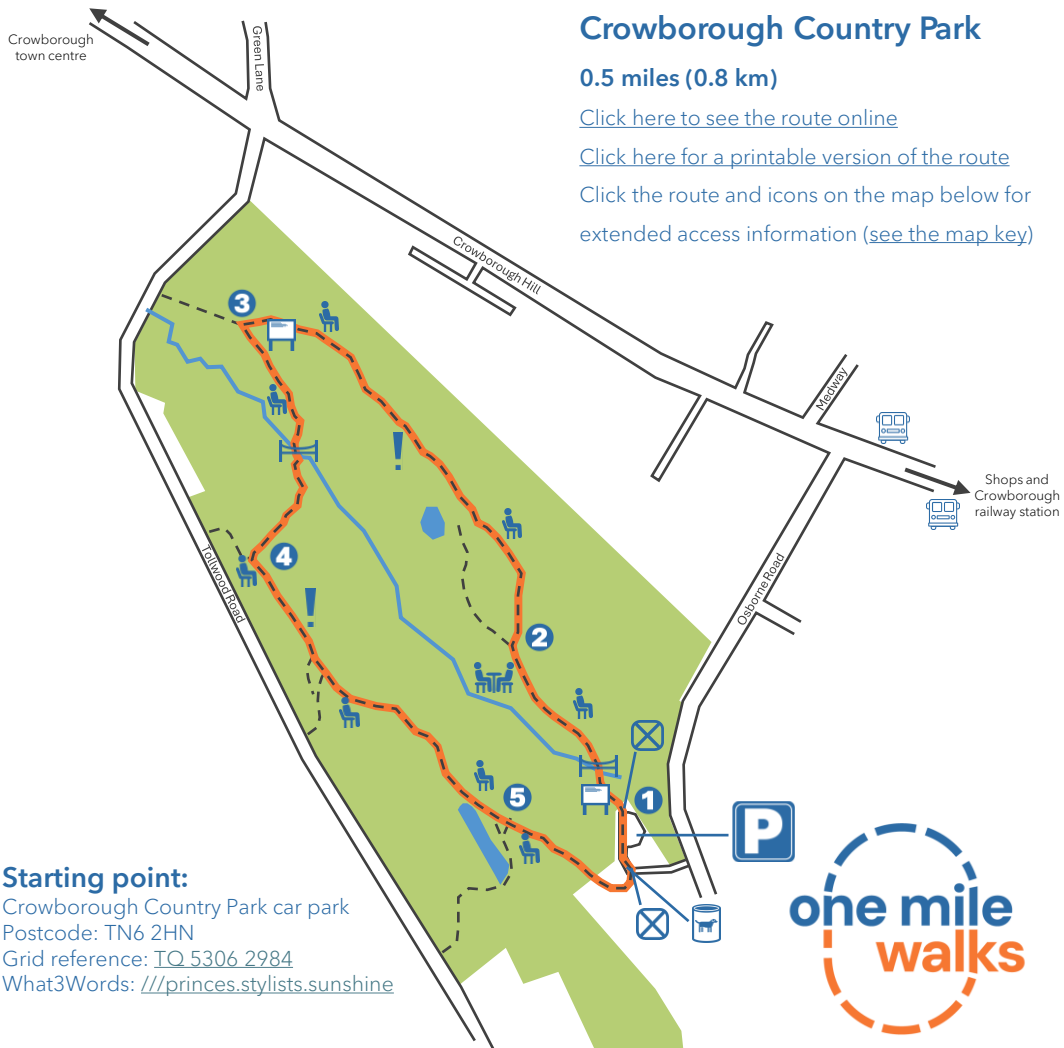 Crowborough Country Park
0.5 miles (0.8 km)
Click here to see the route online
Click here for a printable version of the route
Click the route and icons on the map below for
extended access information (see the map key)
Crowborough
town centre
Green Lane
Crowborough Hill
Medway
Shops and
Crowborough
railway station
Osborne Road
Tollwood Road
3
4
2
5
1
P
Starting point:
Crowborough Country Park car park
Postcode: TN6 2HN
Grid reference: TQ 5306 2984
What3Words: ///princes.stylists.sunshine
one mile
walks